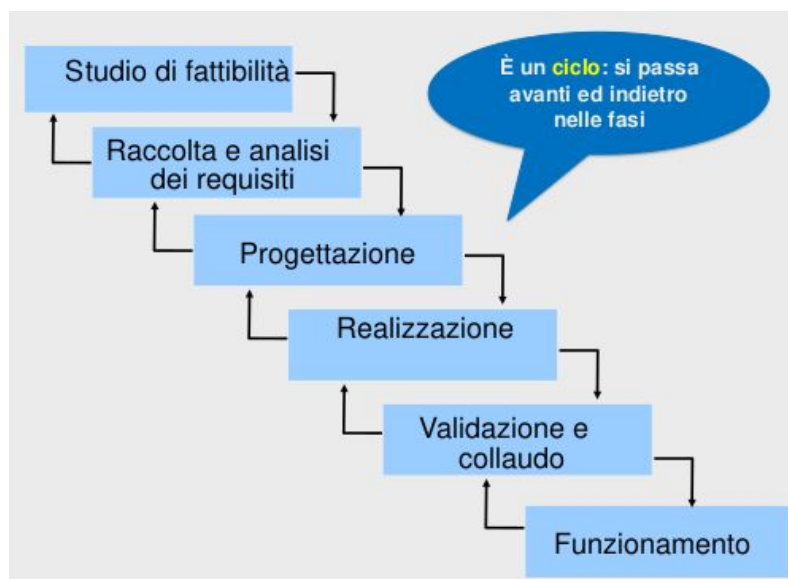 Studio di fattibilità
È un ciclo: si passa
avanti ed indietro
nelle fasi
Raccolta e analisi
dei requisiti
Progettazione
Realizzazione
Validazione e
collaudo
Funzionamento